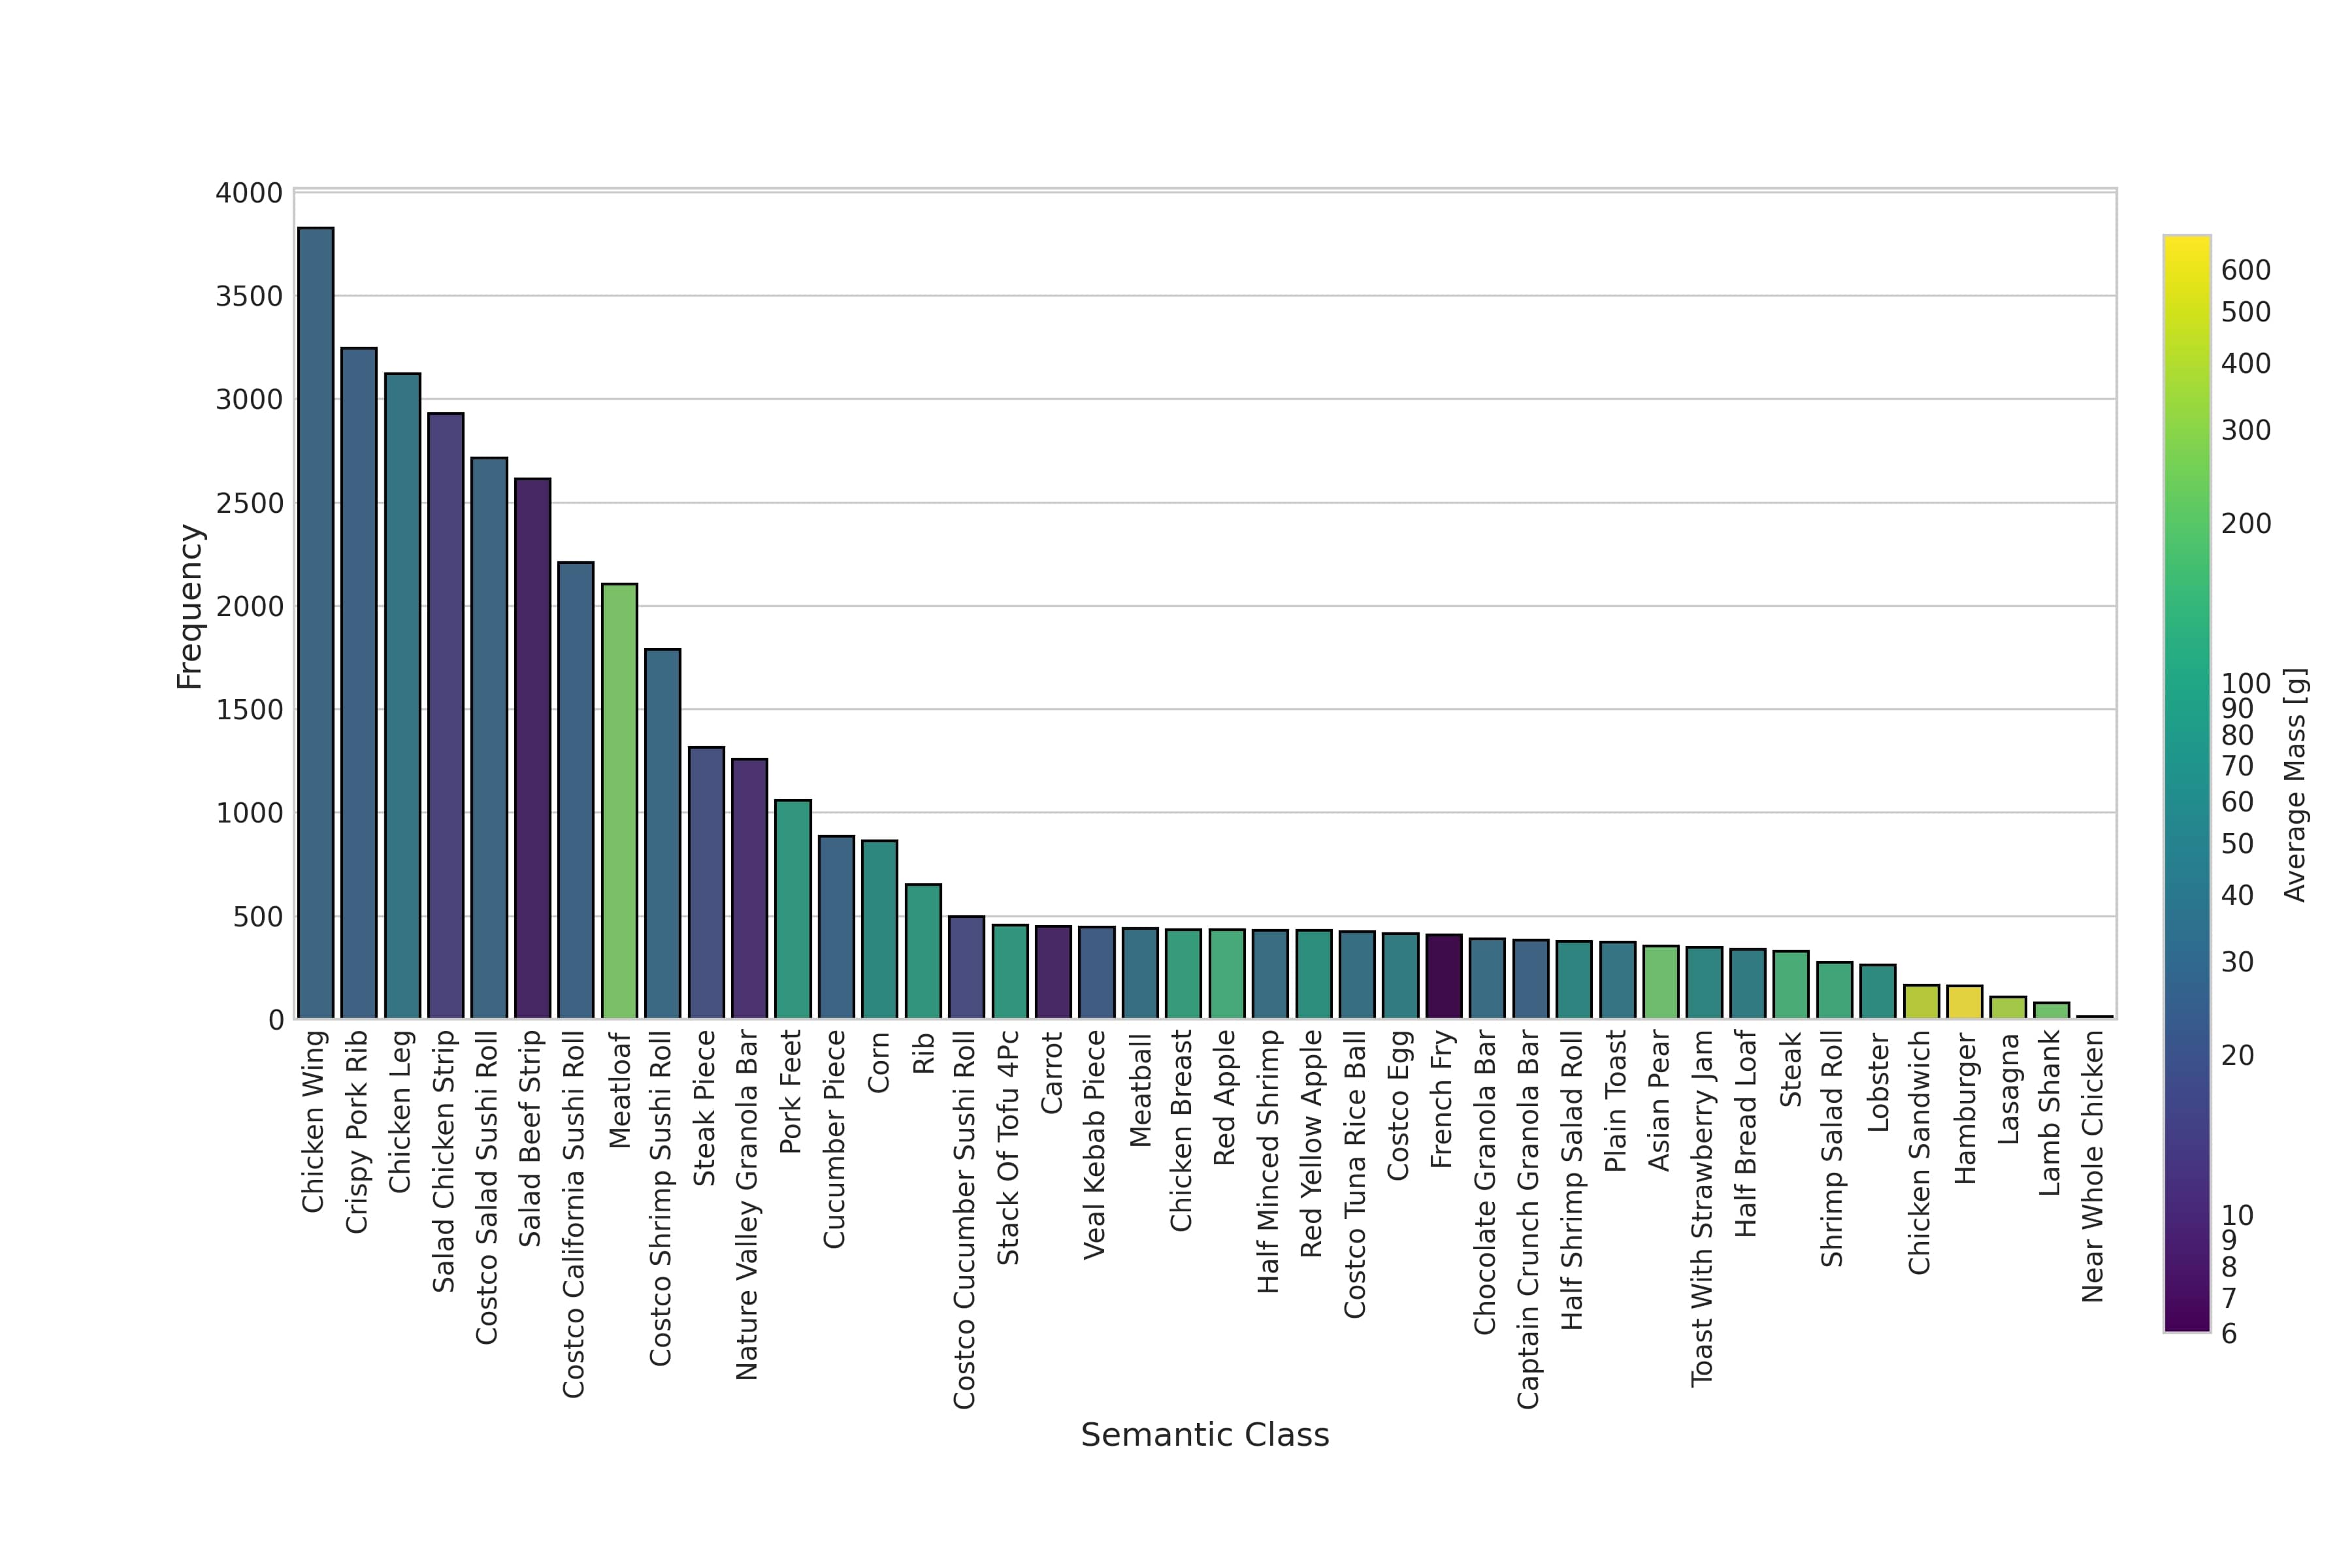 4000
3500
3000
2500
2000
1500
1000
500
0
Frequency
Chicken Wing
Crispy Pork Rib
Chicken Leg
Salad Chicken Strip
Costco Salad Sushi Roll
Salad Beef Strip
Costco California Sushi Roll
Meatloaf
Costco Shrimp Sushi Roll
Steak Piece
Nature Valley Granola Bar
Pork Feet
Cucumber Piece
Corn
Rib
Costco Cucumber Sushi Roll
Stack Of Tofu 4Pc
Carrot
Veal Kebab Piece
Meatball
Chicken Breast
Red Apple
Half Minced Shrimp
Red Yellow Apple
Costco Tuna Rice Ball
Costco Egg
French Fry
Chocolate Granola Bar
Captain Crunch Granola Bar
Half Shrimp Salad Roll
Plain Toast
Asian Pear
Toast With Strawberry Jam
Half Bread Loaf
Steak
Shrimp Salad Roll
Lobster
Chicken Sandwich
Hamburger
Lasagna
Lamb Shank
Near Whole Chicken
Semantic Class
600
500
400
300
200
100
90
80
70
60
50
40
30
20
10
9
8
7
6
Average Mass [g]